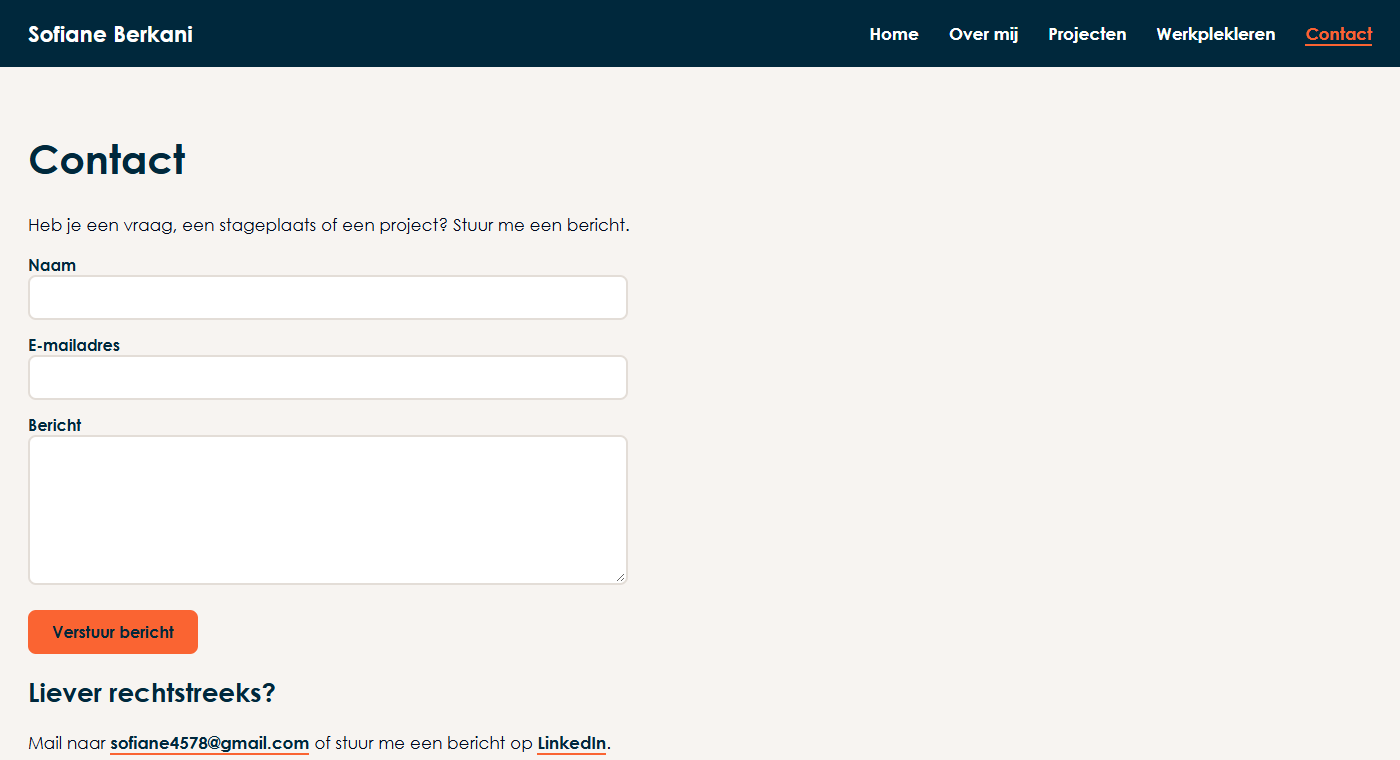 Sofiane Berkani
Home Over mij Projecten Werkplekleren Contact
Contact
Heb je een vraag, een stageplaats of een project? Stuur me een bericht.
Naam
E-mailadres
Bericht
Verstuur bericht
Liever rechtstreeks?
Mail naar sofiane4578@gmail.com of stuur me een bericht op LinkedIn.